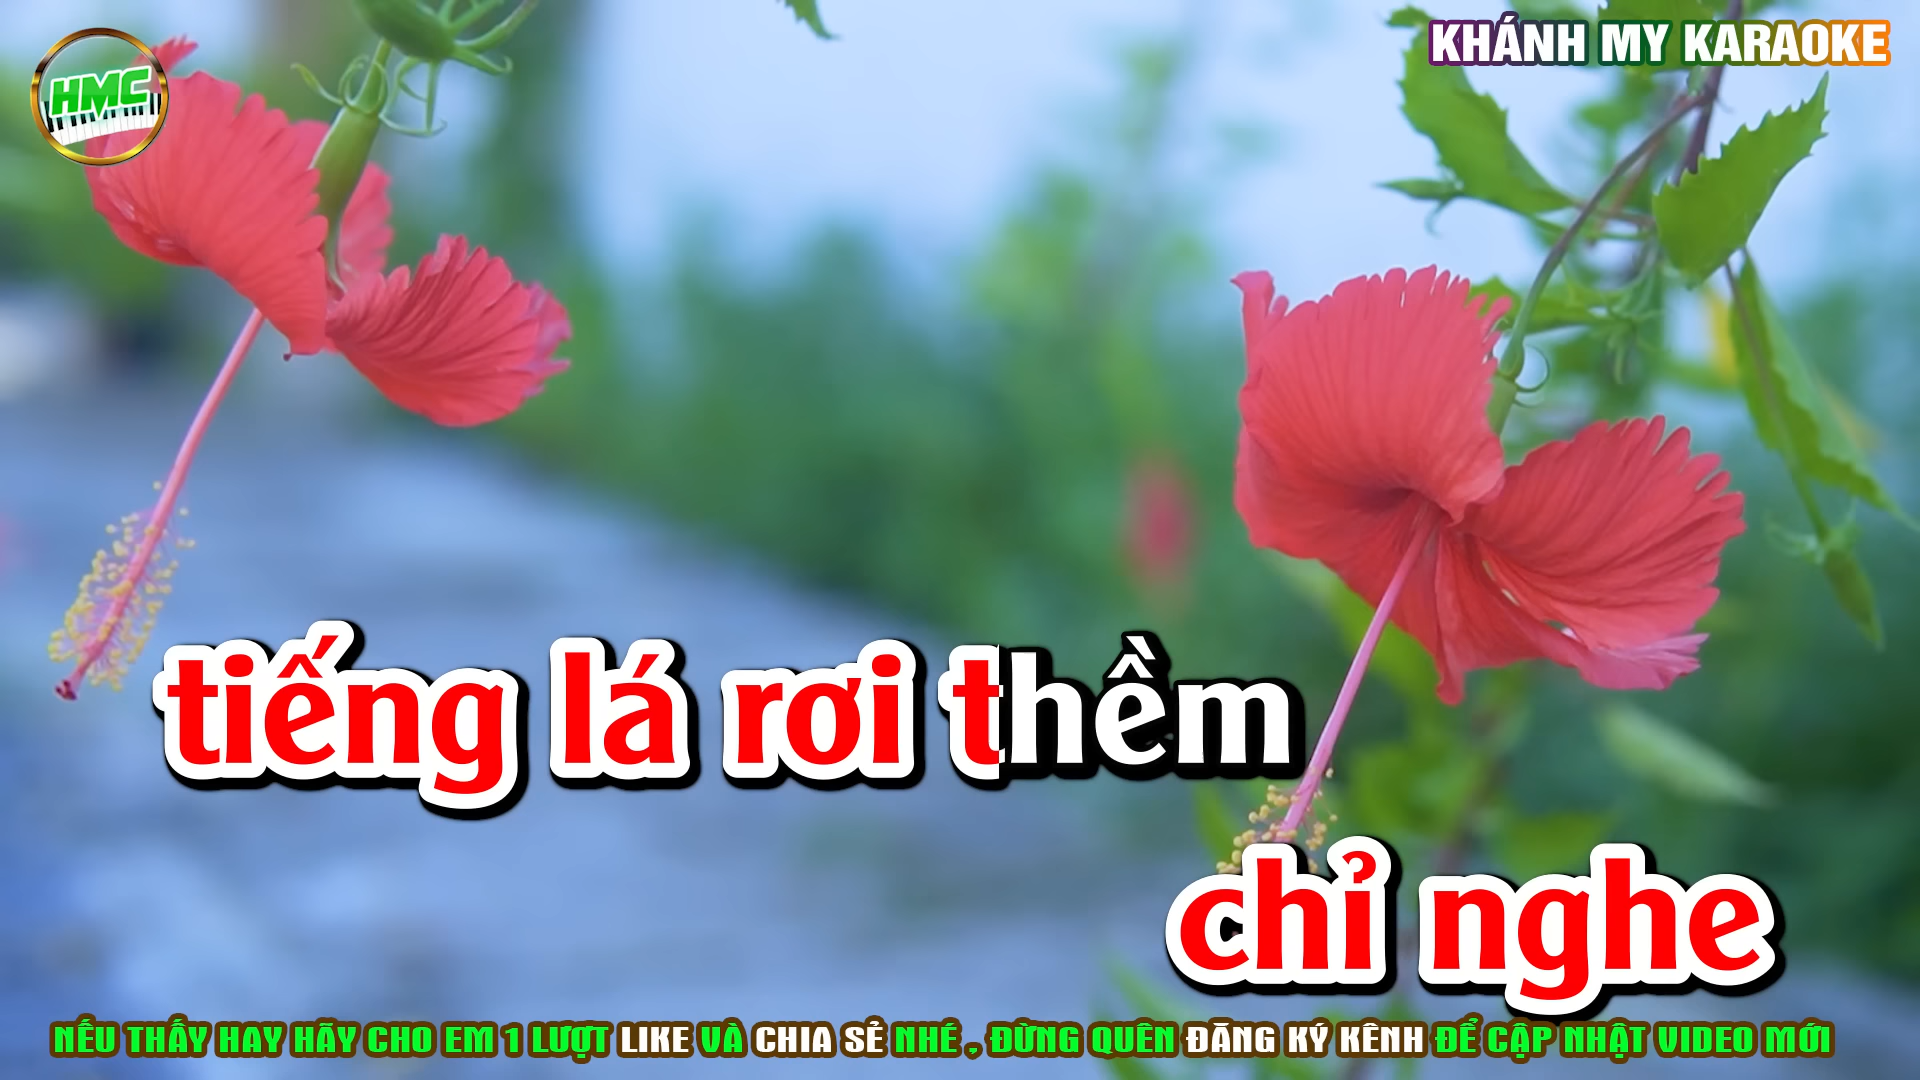 HMC
KHÁNH MY KARAOKE
tiếng lá rơi thềm
chỉ nghe
NẾU THẤY HAY HÃY CHO EM 1 LƯỢT LIKE VÀ CHIA SẺ NHÉ , ĐỪNG QUÊN ĐĂNG KÝ KÊNH ĐỂ CẬP NHẬT VIDEO MỚI